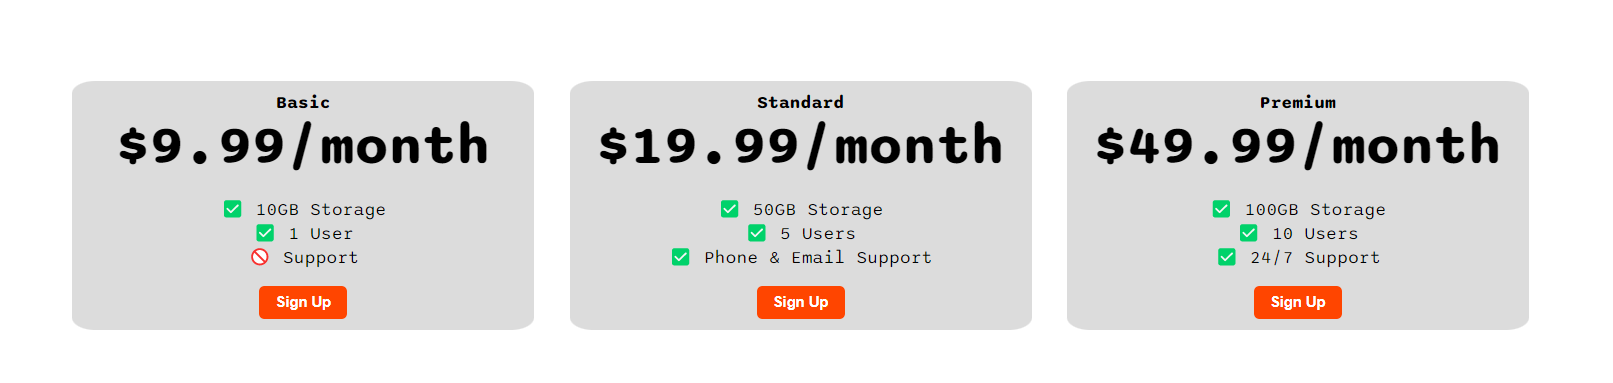 Basic
$9.99/month
✅ 10GB Storage
✅ 1 User
🚫 Support
Sign Up
Standard
$19.99/month
✅ 50GB Storage
✅ 5 Users
✅ Phone & Email Support
Sign Up
Premium
$49.99/month
✅ 100GB Storage
✅ 10 Users
✅ 24/7 Support
Sign Up